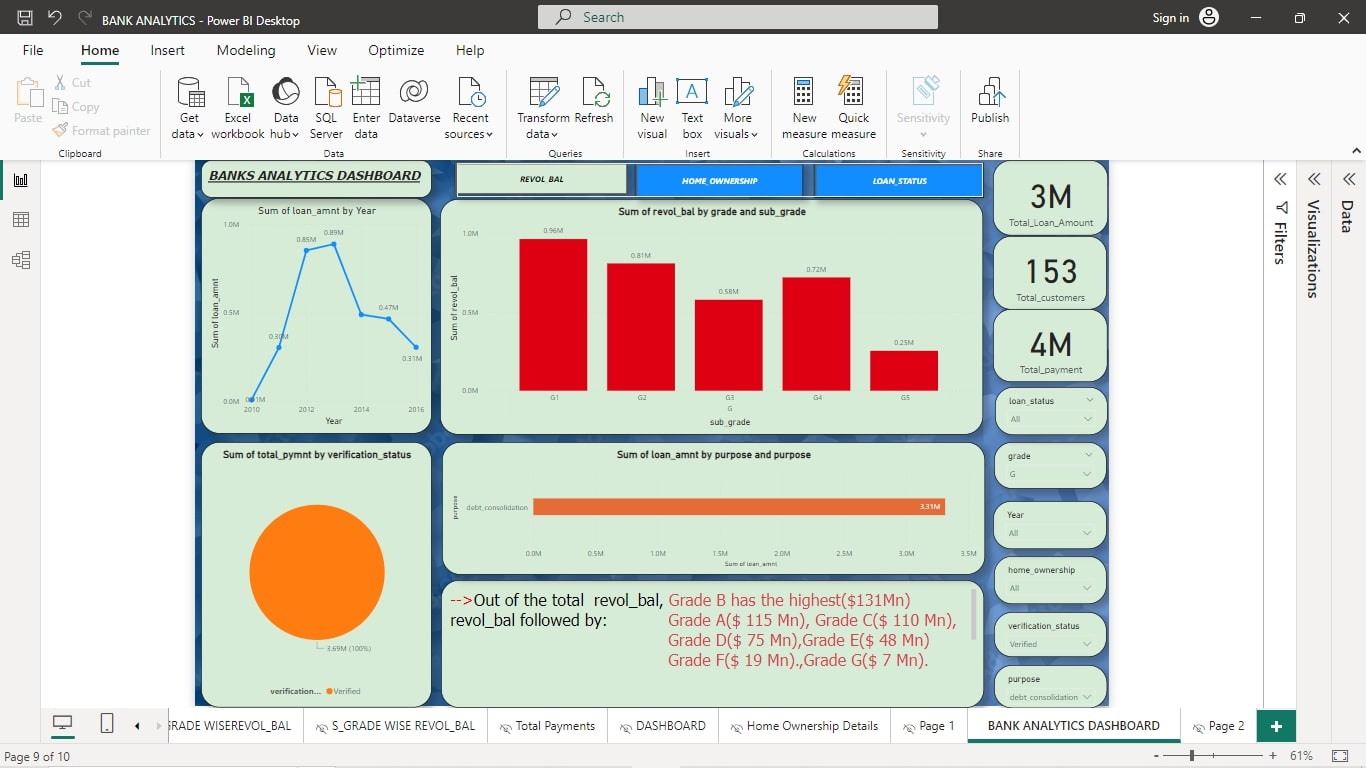 BANK ANALYTICS - Power BI Desktop
Search
Sign in
File Home Insert Modeling View Optimize Help
Paste
Cut
Copy
Format painter
Clipboard
Get data
Excel workbook
Data hub
SQL Server
Enter data
Dataverse
Recent sources
Data
Transform data
Refresh
Queries
New visual
Text box
More visuals
Insert
New measure
Quick measure
Calculations
Sensitivity
Sensitivity
Publish
Share
BANKS ANALYTICS DASHBOARD
REVOL BAL
HOME_OWNERSHIP
LOAN_STATUS
Sum of loan_amnt by Year
Sum of loan_amnt
1.0M
0.5M
0.0M
0.30M
0.85M
0.89M
0.47M
0.31M
2010 2012 2014 2016
Year
Sum of revol_bal by grade and sub_grade
Sum of revol_bal
1.0M
0.5M
0.0M
0.96M
0.81M
0.58M
0.72M
0.25M
G1 G2 G3 G4 G5
G
sub_grade
3M
Total_Loan_Amount
153
Total_customers
4M
Total_payment
loan_status
All
grade
G
Year
All
home_ownership
All
verification_status
Verified
purpose
debt_consolidation
Sum of total_pymnt by verification_status
3.69M (100%)
verification... Verified
Sum of loan_amnt by purpose and purpose
purpose
debt_consolidation
3.31M
0.0M 0.5M 1.0M 1.5M 2.0M 2.5M 3.0M 3.5M
Sum of loan_amnt
-->Out of the total revol_bal, Grade B has the highest($131Mn)
revol_bal followed by: Grade A($ 115 Mn), Grade C($ 110 Mn),
Grade D($ 75 Mn),Grade E($ 48 Mn)
Grade F($ 19 Mn).,Grade G($ 7 Mn).
Filters
Visualizations
Data
GRADE WISEREVOL_BAL
S_GRADE WISE REVOL_BAL
Total Payments
DASHBOARD
Home Ownership Details
Page 1
BANK ANALYTICS DASHBOARD
Page 2
Page 9 of 10
61%